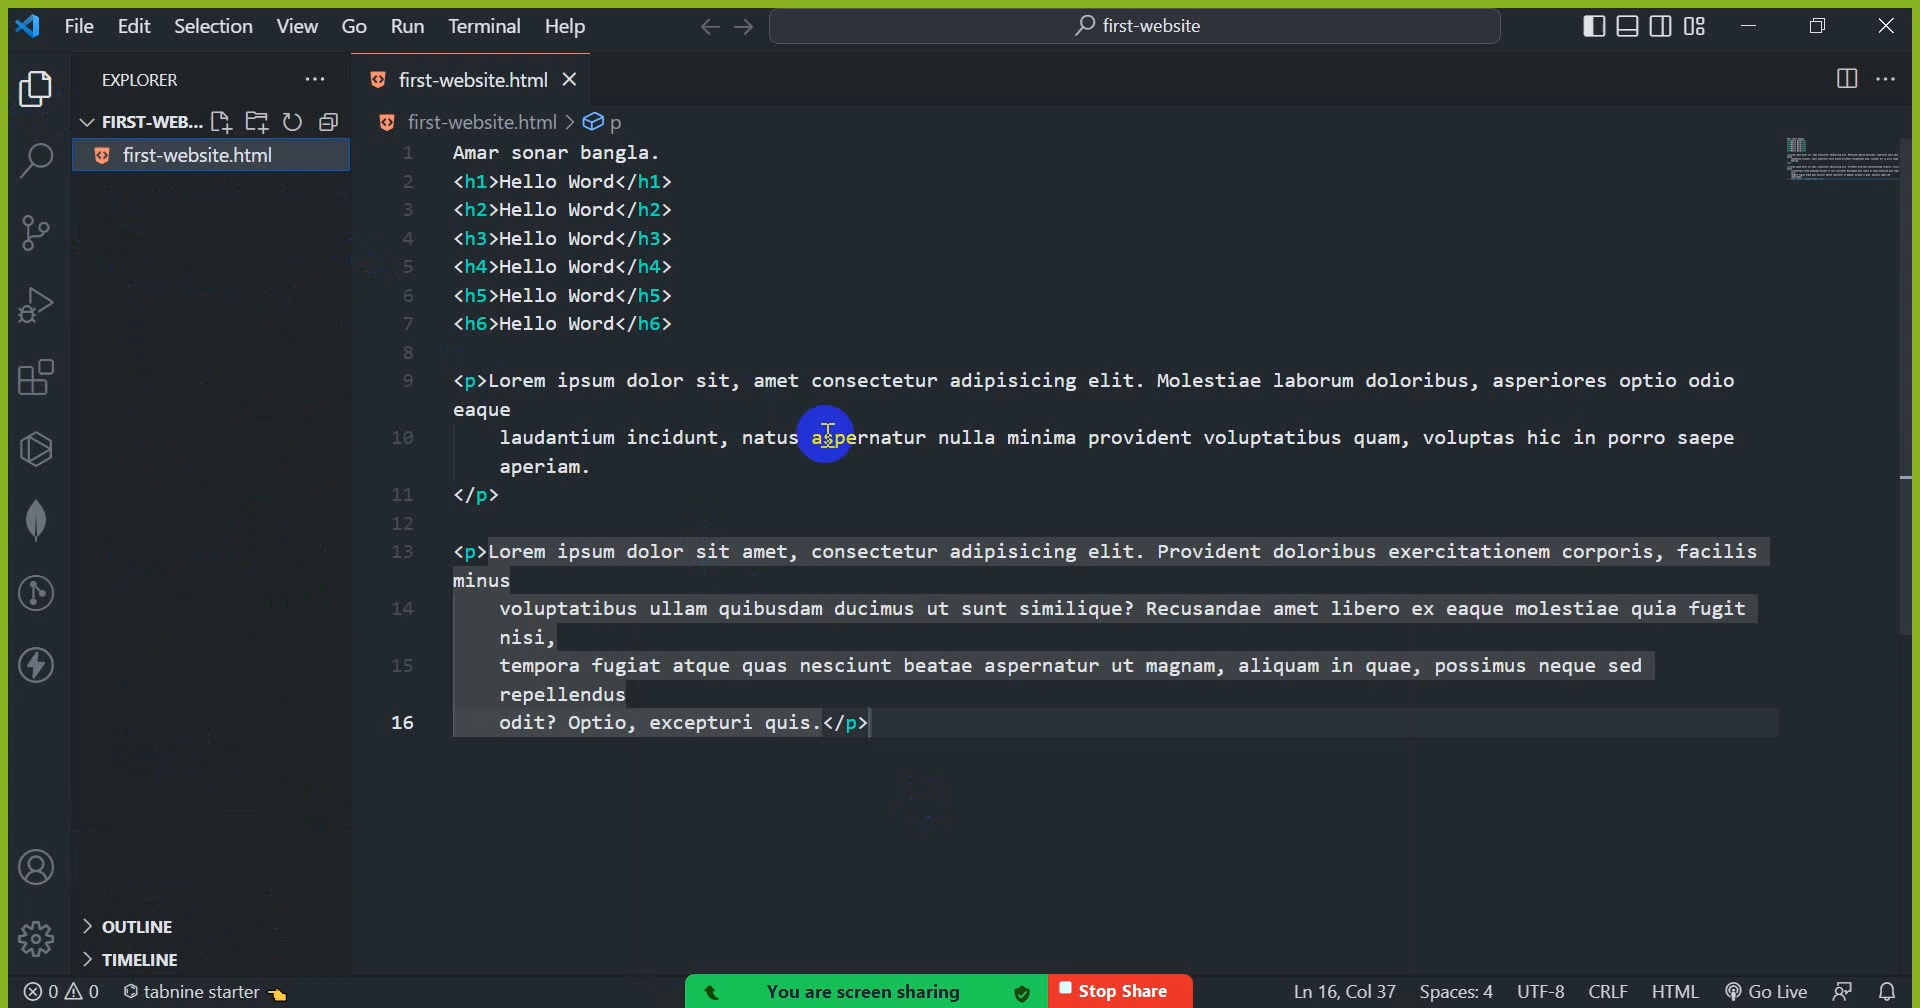 File Edit Selection View Go Run Terminal Help first-website
EXPLORER
first-website.html
FIRST-WEB...
first-website.html
first-website.html > p
1 Amar sonar bangla.
2 <h1>Hello Word</h1>
3 <h2>Hello Word</h2>
4 <h3>Hello Word</h3>
5 <h4>Hello Word</h4>
6 <h5>Hello Word</h5>
7 <h6>Hello Word</h6>
8
9 <p>Lorem ipsum dolor sit, amet consectetur adipisicing elit. Molestiae laborum doloribus, asperiores optio odio
eaque
10 laudantium incidunt, natus aspernatur nulla minima provident voluptatibus quam, voluptas hic in porro saepe
aperiam.
11 </p>
12
13 <p>Lorem ipsum dolor sit amet, consectetur adipisicing elit. Provident doloribus exercitationem corporis, facilis
minus
14 voluptatibus ullam quibusdam ducimus ut sunt similique? Recusandae amet libero ex eaque molestiae quia fugit
nisi,
15 tempora fugiat atque quas nesciunt beatae aspernatur ut magnam, aliquam in quae, possimus neque sed
repellendus
16 odit? Optio, excepturi quis.</p>
OUTLINE
TIMELINE
0 0 tabnine starter You are screen sharing Stop Share Ln 16, Col 37 Spaces: 4 UTF-8 CRLF HTML Go Live